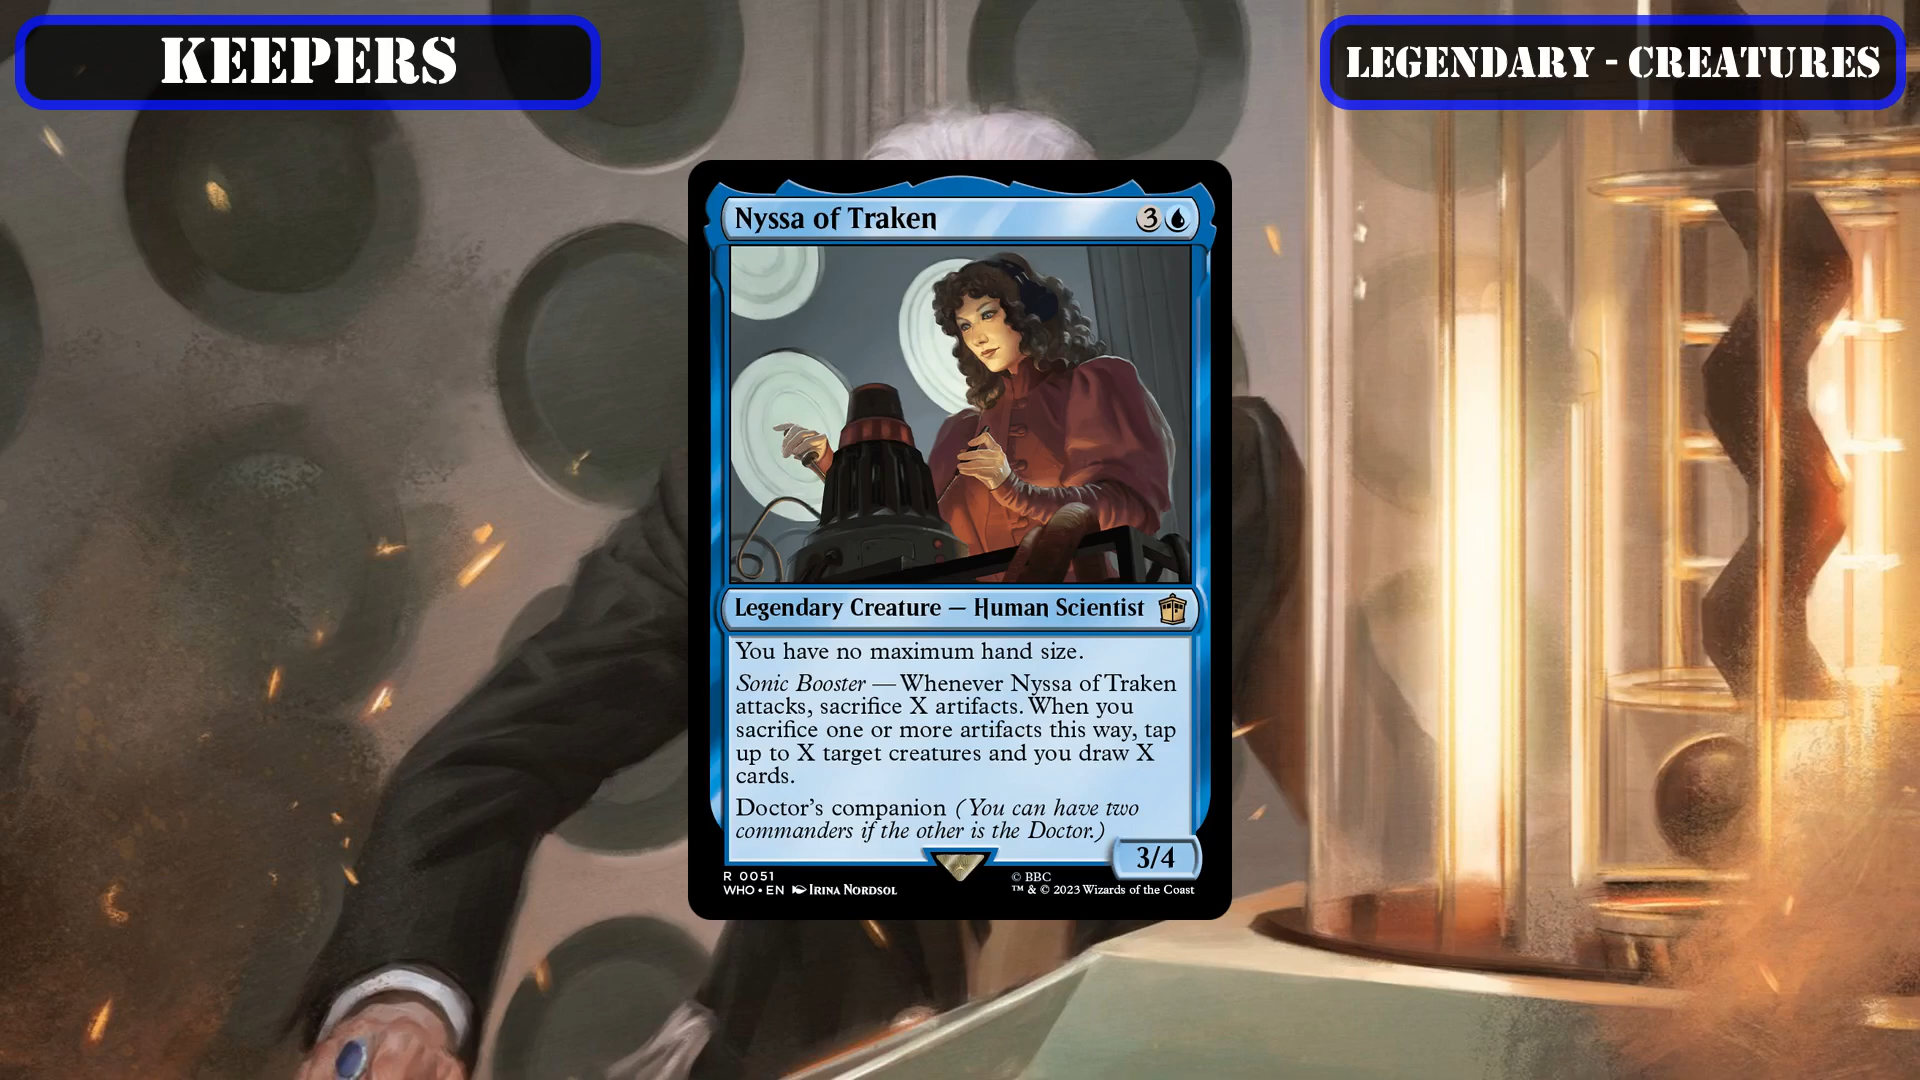 KEEPERS
LEGENDARY - CREATURES
Nyssa of Traken
3
Legendary Creature — Human Scientist
You have no maximum hand size.
Sonic Booster — Whenever Nyssa of Traken
attacks, sacrifice X artifacts. When you
sacrifice one or more artifacts this way, tap
up to X target creatures and you draw X
cards.
Doctor's companion (You can have two
commanders if the other is the Doctor.)
3/4
R 0051
WHO • EN Irina Nordsol
© BBC
™ & © 2023 Wizards of the Coast